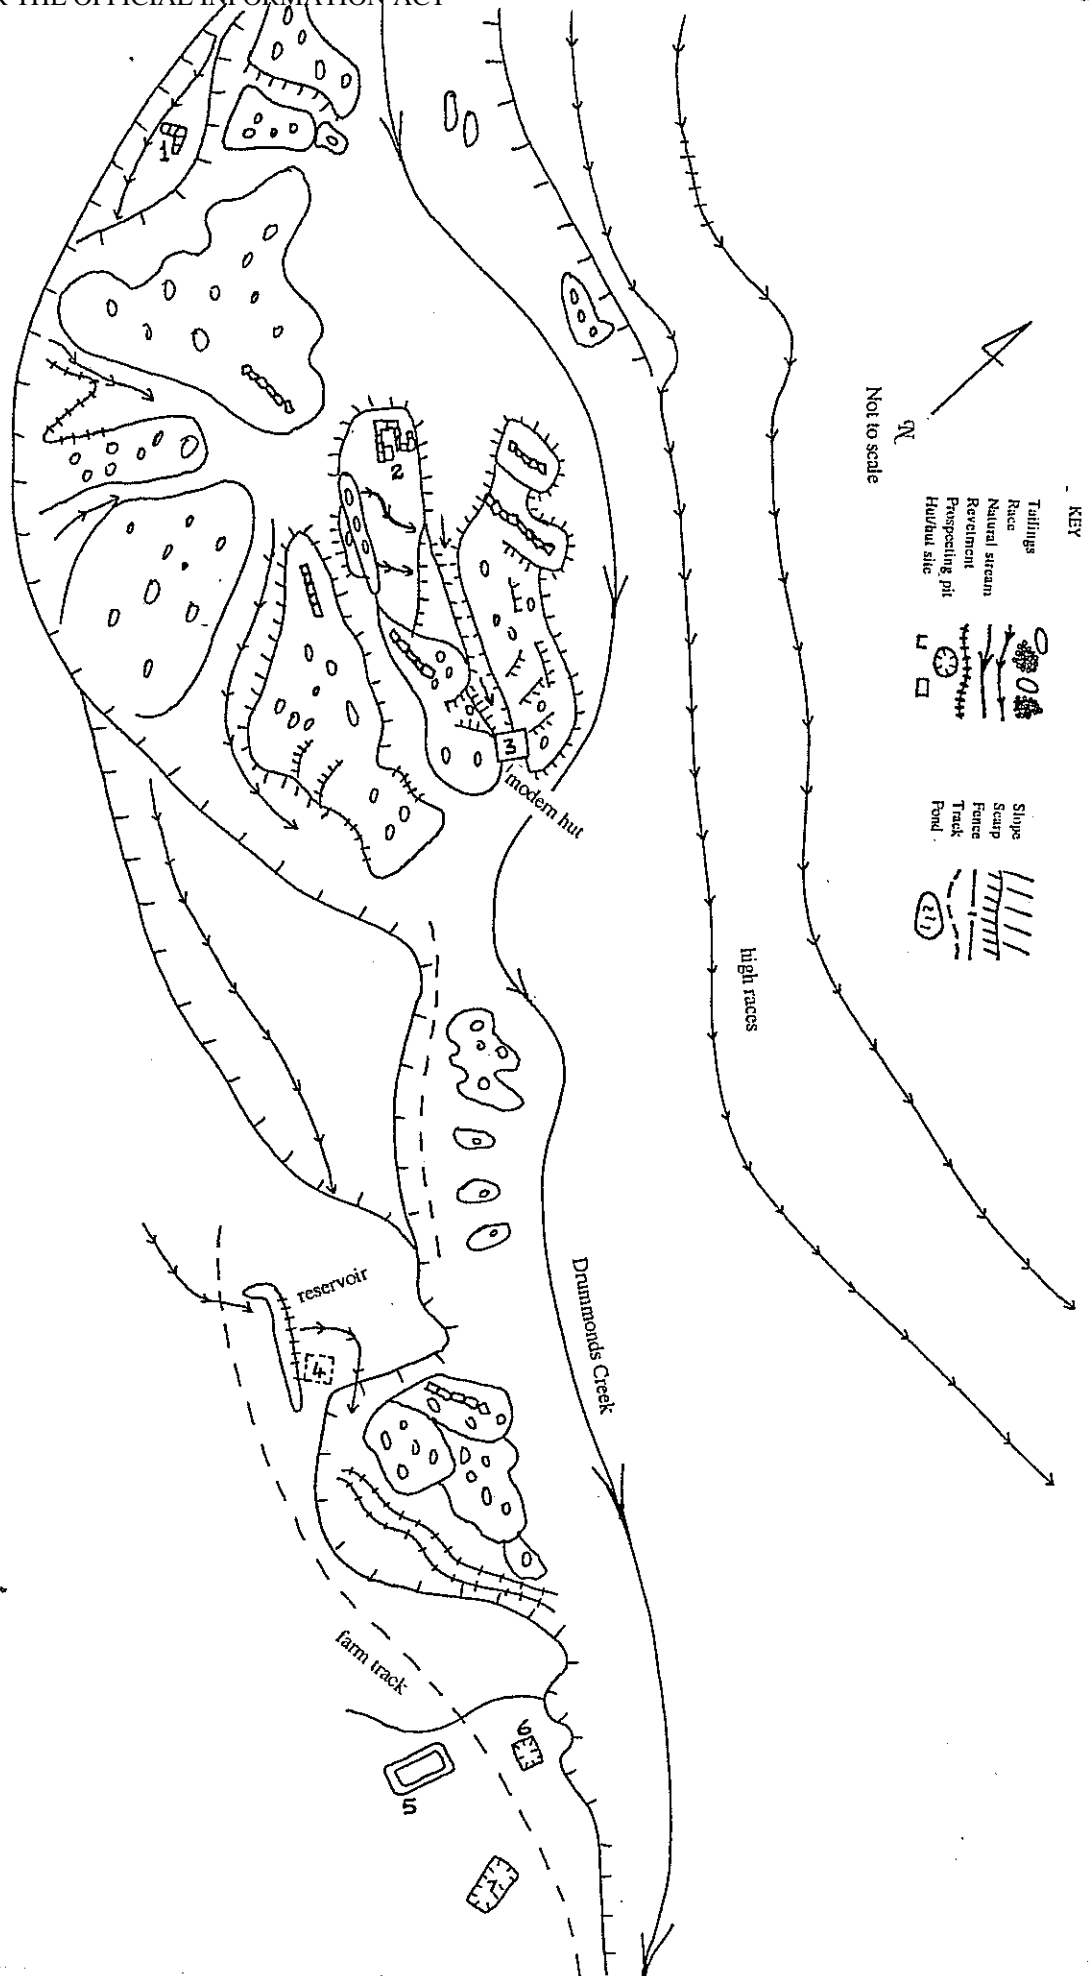 R THE OFFICIAL INFORMATION ACT
KEY
Tailings
Race
Natural stream
Revetment
Prospecting pit
Hut/hut site
Slope
Scarp
Fence
Track
Pond
N
Not to scale
high races
1
2
3
modern hut
Drummonds Creek
reservoir
4
farm track
5
6
7